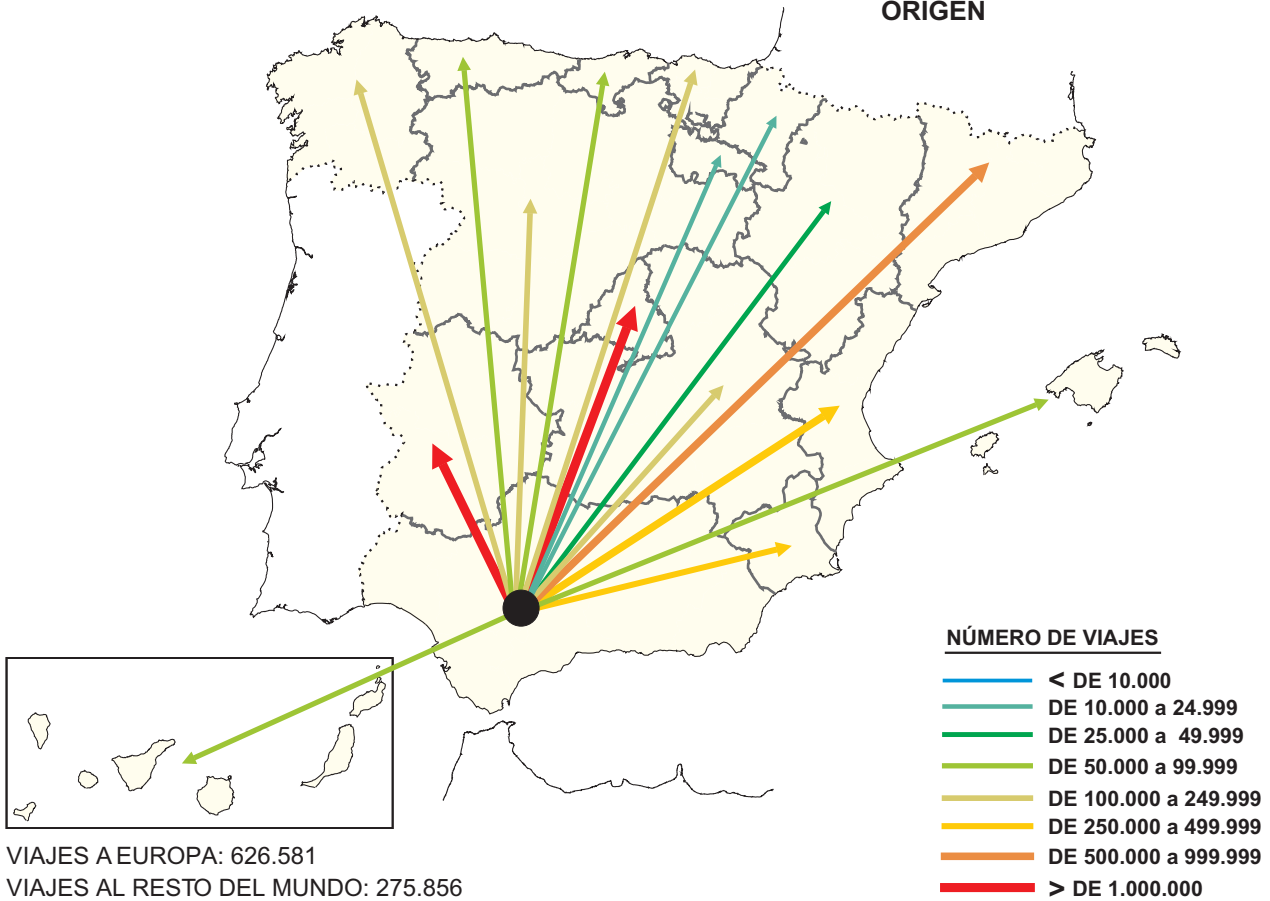 ORIGEN
NÚMERO DE VIAJES
< DE 10.000
DE 10.000 a 24.999
DE 25.000 a 49.999
DE 50.000 a 99.999
DE 100.000 a 249.999
DE 250.000 a 499.999
DE 500.000 a 999.999
> DE 1.000.000
VIAJES A EUROPA: 626.581
VIAJES AL RESTO DEL MUNDO: 275.856